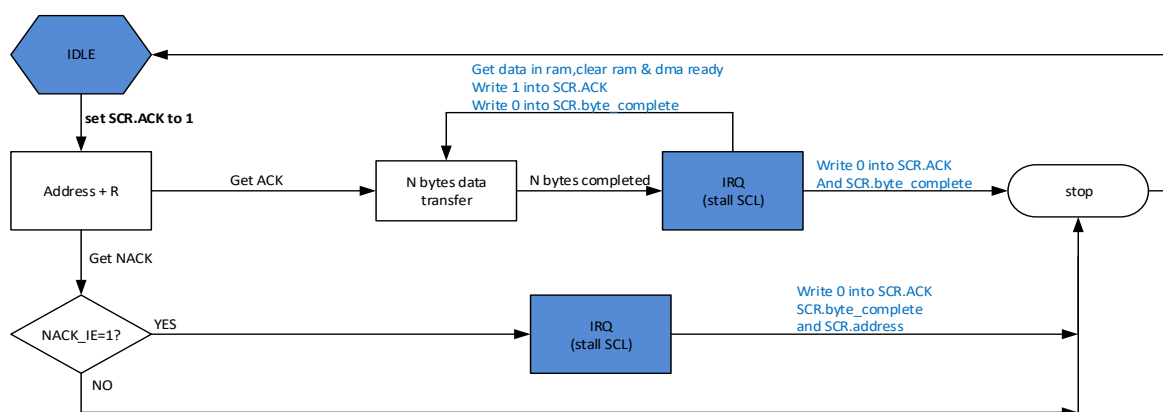 IDLE
Get data in ram,clear ram & dma ready
Write 1 into SCR.ACK
Write 0 into SCR.byte_complete
set SCR.ACK to 1
Address + R
Get ACK
N bytes data
transfer
N bytes completed
IRQ
(stall SCL)
Write 0 into SCR.ACK
And SCR.byte_complete
stop
Get NACK
NACK_IE=1?
YES
IRQ
(stall SCL)
Write 0 into SCR.ACK
SCR.byte_complete
and SCR.address
NO